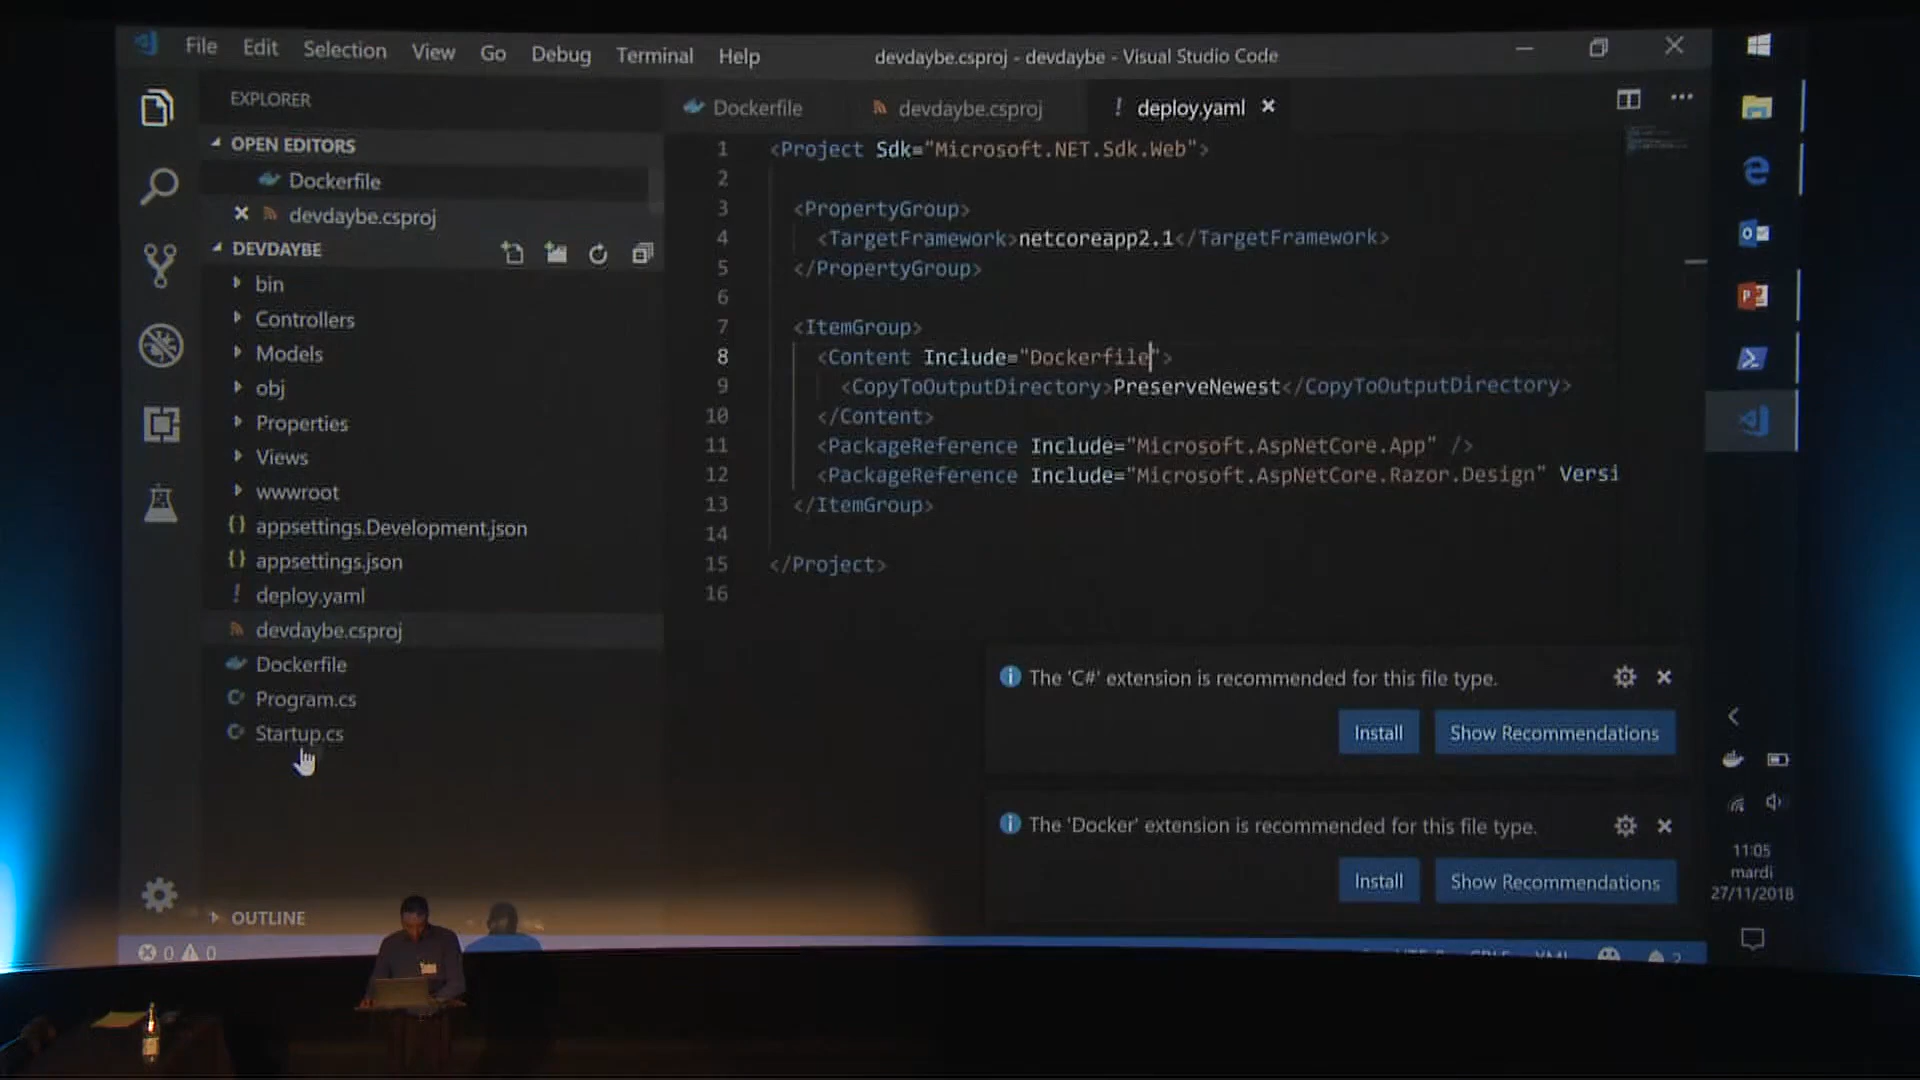 File Edit Selection View Go Debug Terminal Help
devdaybe.csproj - devdaybe - Visual Studio Code
EXPLORER
OPEN EDITORS
Dockerfile
devdaybe.csproj
DEVDAYBE
bin
Controllers
Models
obj
Properties
Views
wwwroot
appsettings.Development.json
appsettings.json
deploy.yaml
devdaybe.csproj
Dockerfile
Program.cs
Startup.cs
OUTLINE
0 0
Dockerfile devdaybe.csproj deploy.yaml
1 <Project Sdk="Microsoft.NET.Sdk.Web">
2
3 <PropertyGroup>
4 <TargetFramework>netcoreapp2.1</TargetFramework>
5 </PropertyGroup>
6
7 <ItemGroup>
8 <Content Include="Dockerfile">
9 <CopyToOutputDirectory>PreserveNewest</CopyToOutputDirectory>
10 </Content>
11 <PackageReference Include="Microsoft.AspNetCore.App" />
12 <PackageReference Include="Microsoft.AspNetCore.Razor.Design" Versi
13 </ItemGroup>
14
15 </Project>
16
The 'C#' extension is recommended for this file type.
Install Show Recommendations
The 'Docker' extension is recommended for this file type.
Install Show Recommendations
11:05
mardi
27/11/2018